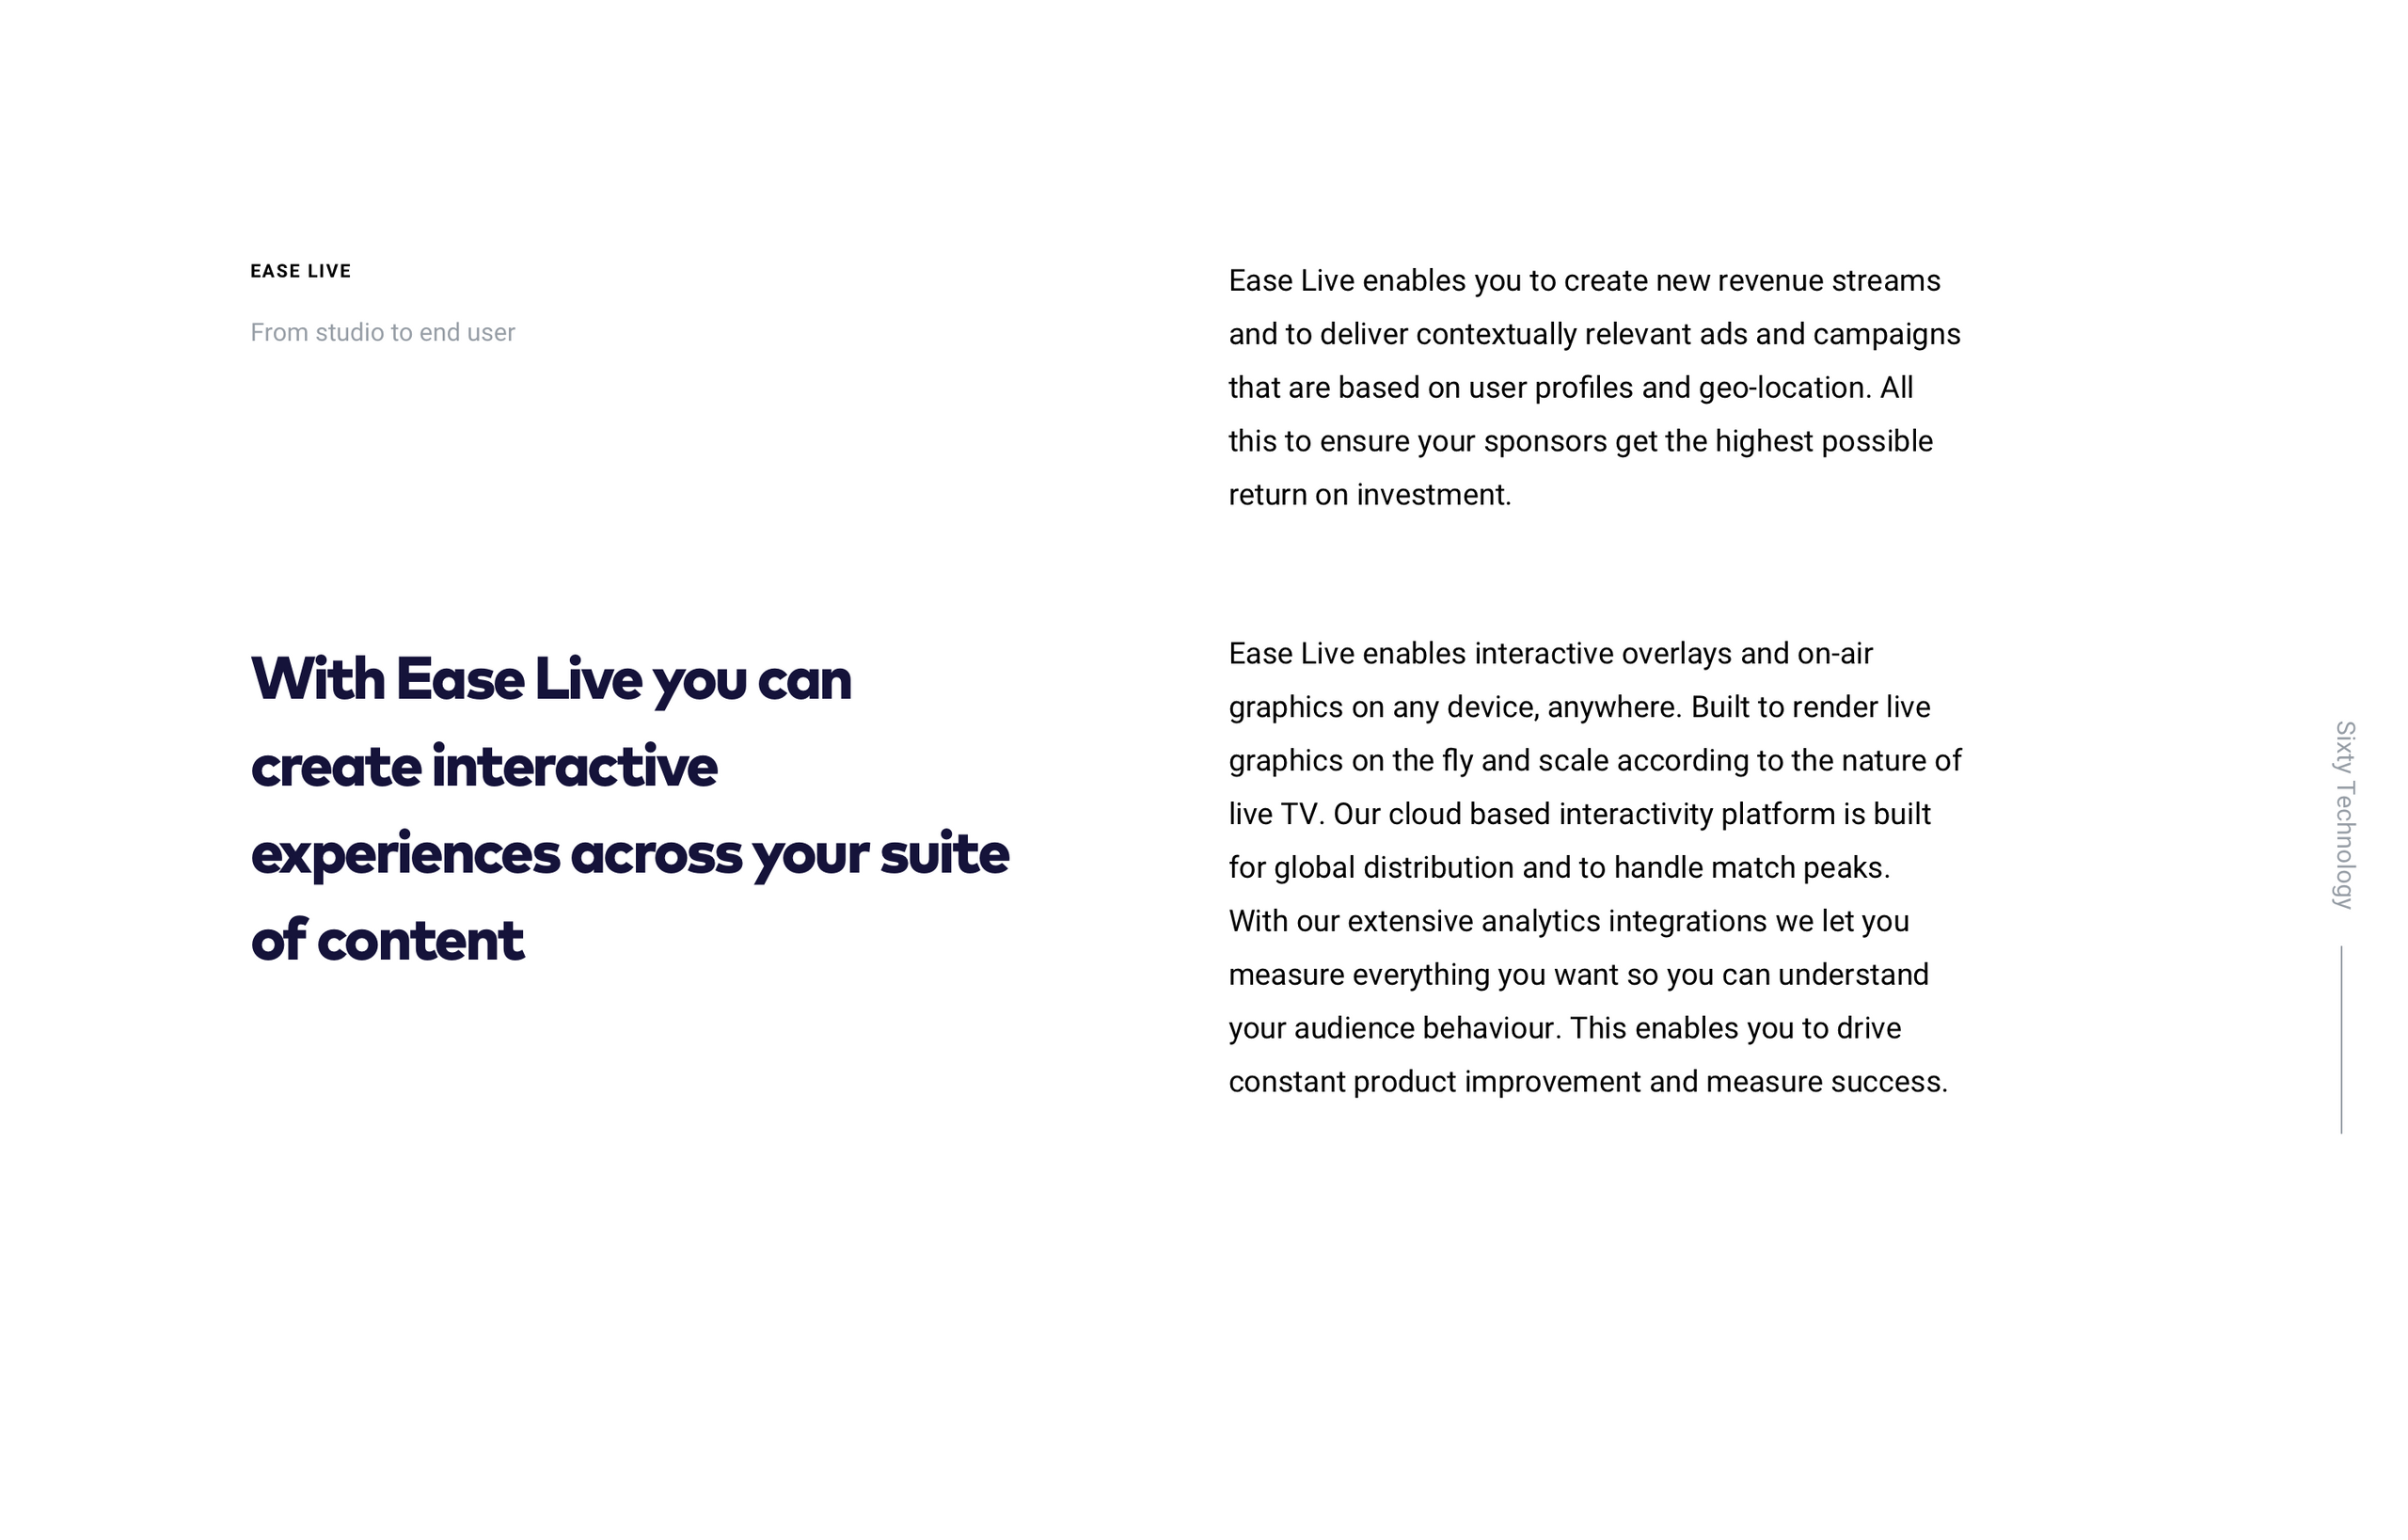 EASE LIVE
From studio to end user
With Ease Live you can
create interactive
experiences across your suite
of content
Ease Live enables you to create new revenue streams
and to deliver contextually relevant ads and campaigns
that are based on user profiles and geo-location. All
this to ensure your sponsors get the highest possible
return on investment.
Ease Live enables interactive overlays and on-air
graphics on any device, anywhere. Built to render live
graphics on the fly and scale according to the nature of
live TV. Our cloud based interactivity platform is built
for global distribution and to handle match peaks.
With our extensive analytics integrations we let you
measure everything you want so you can understand
your audience behaviour. This enables you to drive
constant product improvement and measure success.
Sixty Technology